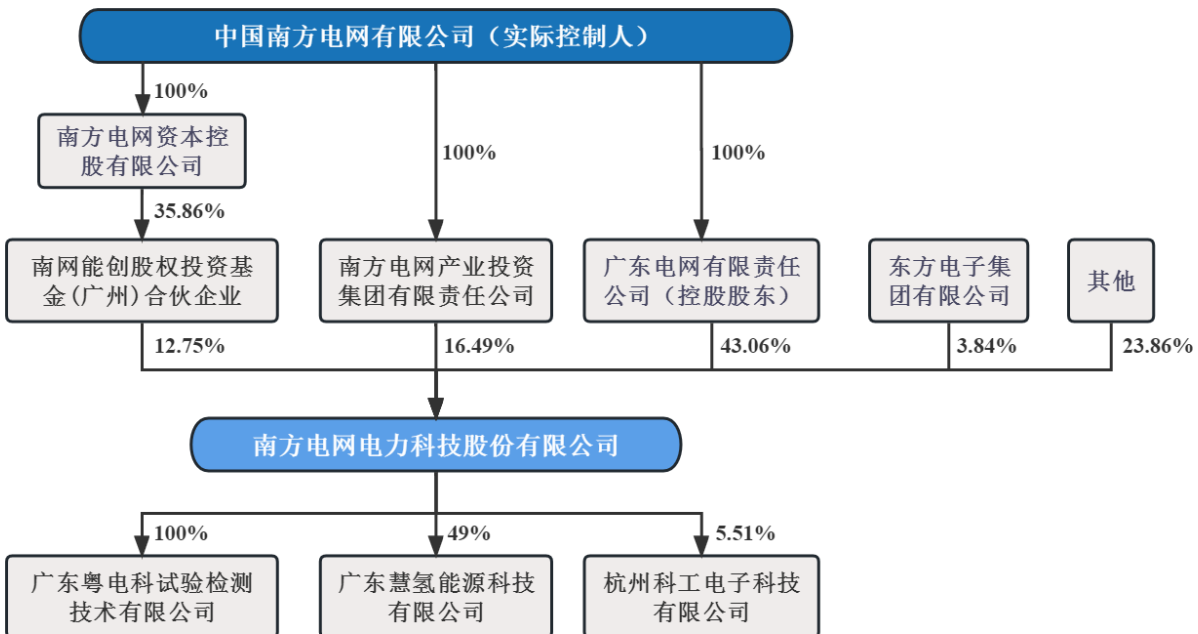 中国南方电网有限公司（实际控制人）
100%
南方电网资本控
股有限公司
100%
100%
35.86%
南网能创股权投资基
金(广州)合伙企业
南方电网产业投资
集团有限责任公司
广东电网有限责任
公司（控股股东）
东方电子集
团有限公司
其他
12.75%
16.49%
43.06%
3.84%
23.86%
南方电网电力科技股份有限公司
100%
49%
5.51%
广东粤电科试验检测
技术有限公司
广东慧氢能源科技
有限公司
杭州科工电子科技
有限公司